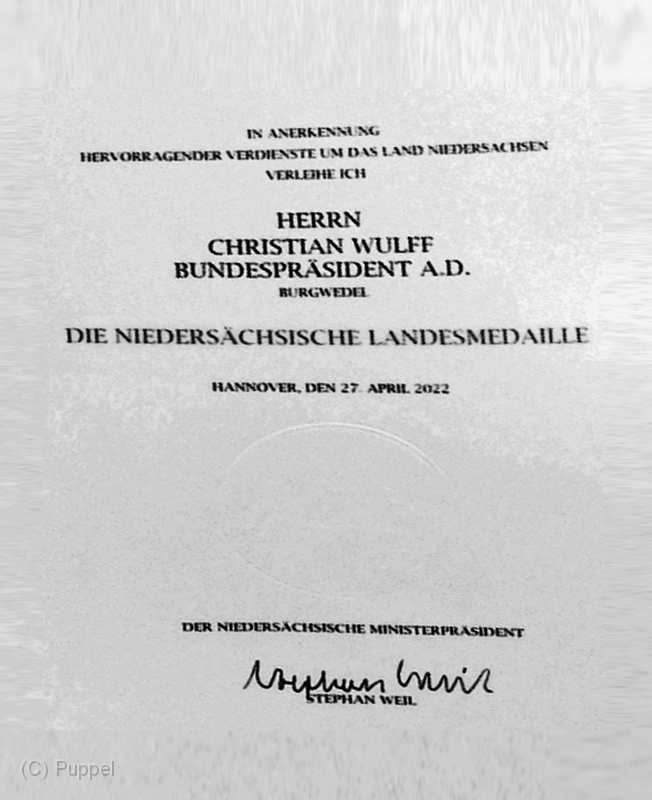 IN ANERKENNUNG
HERVORRAGENDER VERDIENSTE UM DAS LAND NIEDERSACHSEN
VERLEIHE ICH
HERRN
CHRISTIAN WULFF
BUNDESPRÄSIDENT A.D.
BURGWEDEL
DIE NIEDERSÄCHSISCHE LANDESMEDAILLE
HANNOVER, DEN 27. APRIL 2022
DER NIEDERSÄCHSISCHE MINISTERPRÄSIDENT
Stephan Weil
STEPHAN WEIL
(C) Puppel